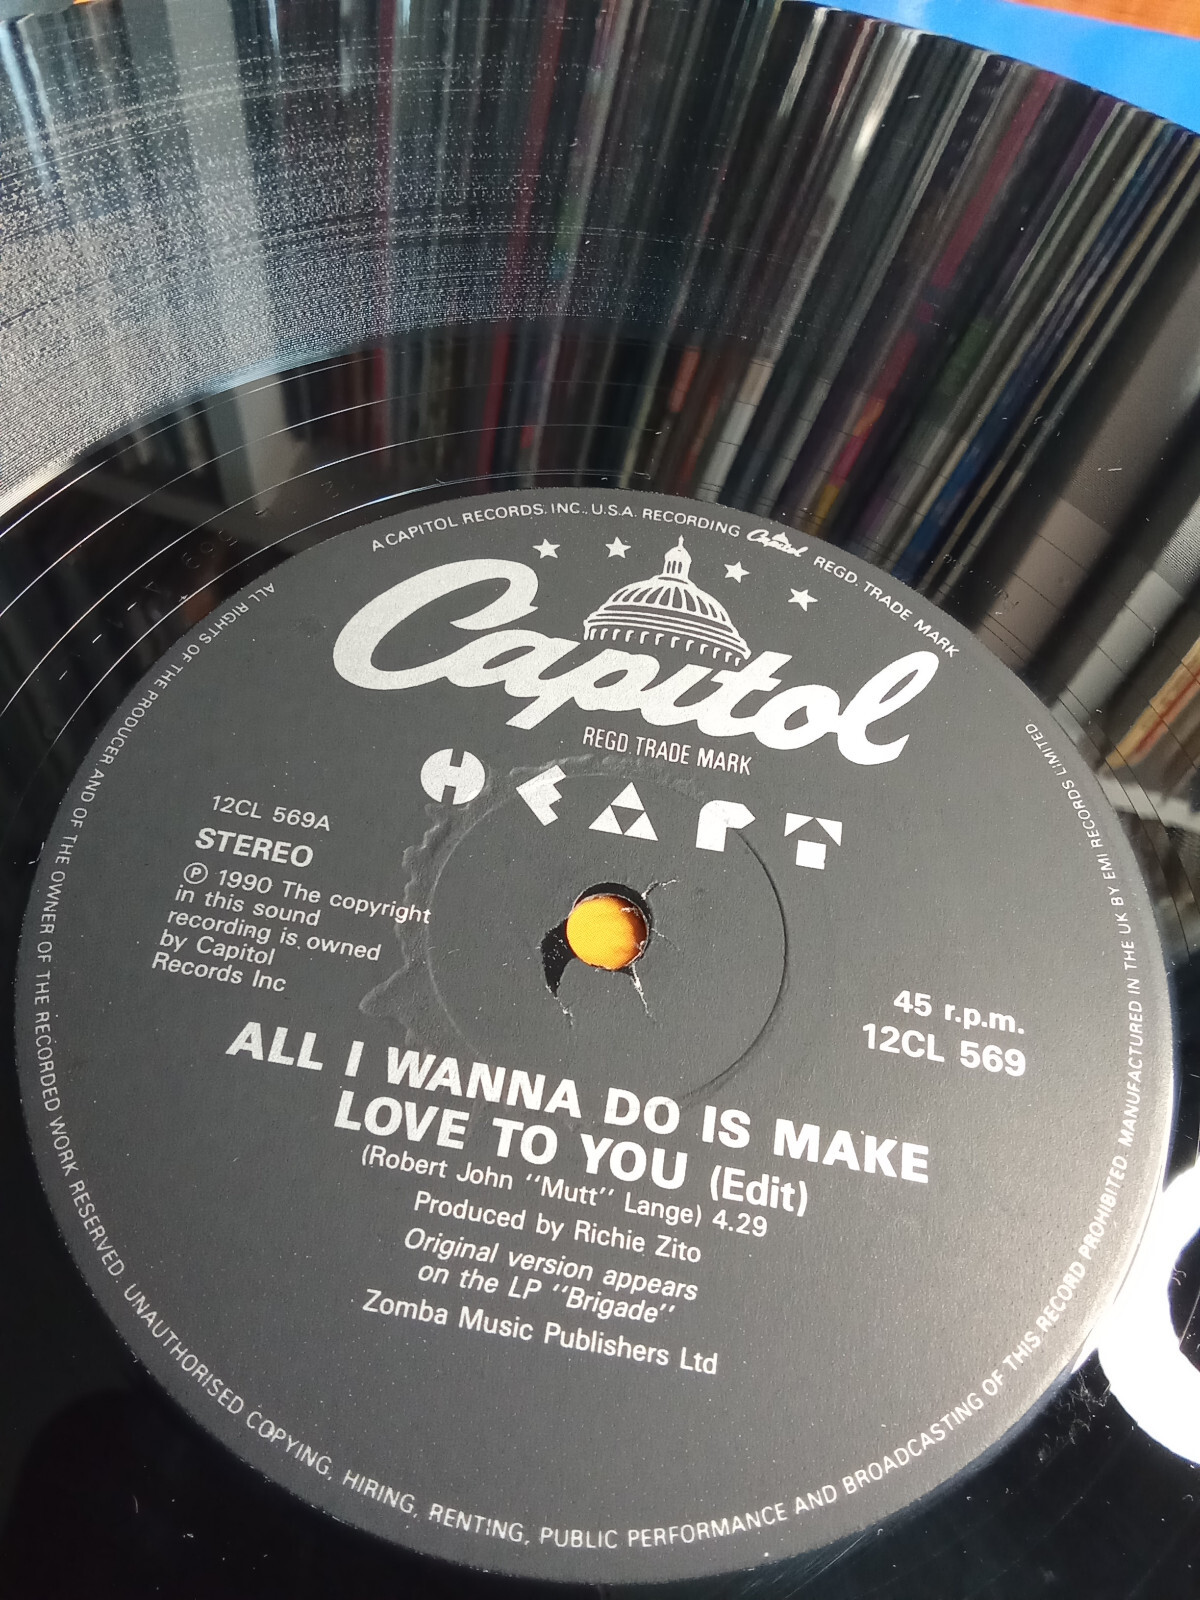 A CAPITOL RECORDS. INC.. U.S.A. RECORDING Capitol REGD. TRADE MARK
Capitol
REGD. TRADE MARK
HEART
12CL 569A
STEREO
Ⓟ 1990 The copyright
in this sound
recording is owned
by Capitol
Records Inc
45 r.p.m.
12CL 569
ALL I WANNA DO IS MAKE
LOVE TO YOU (Edit)
(Robert John "Mutt" Lange) 4.29
Produced by Richie Zito
Original version appears
on the LP "Brigade"
Zomba Music Publishers Ltd
ALL RIGHTS OF THE PRODUCER AND OF THE OWNER OF THE RECORDED WORK RESERVED. UNAUTHORISED COPYING, HIRING, RENTING, PUBLIC PERFORMANCE AND BROADCASTING OF THIS RECORD PROHIBITED. MANUFACTURED IN THE UK BY EMI RECORDS LIMITED